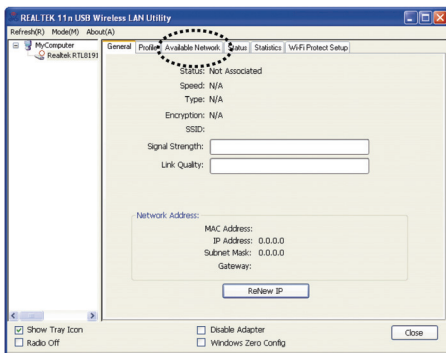 REALTEK 11n USB Wireless LAN Utility
Refresh(R) Mode(M) About(A)
MyComputer
Realtek RTL8191
General Profile Available Network Status Statistics Wi-Fi Protect Setup
Status: Not Associated
Speed: N/A
Type: N/A
Encryption: N/A
SSID:
Signal Strength:
Link Quality:
Network Address:
MAC Address:
IP Address: 0.0.0.0
Subnet Mask: 0.0.0.0
Gateway:
ReNew IP
Show Tray Icon
Radio Off
Disable Adapter
Windows Zero Config
Close